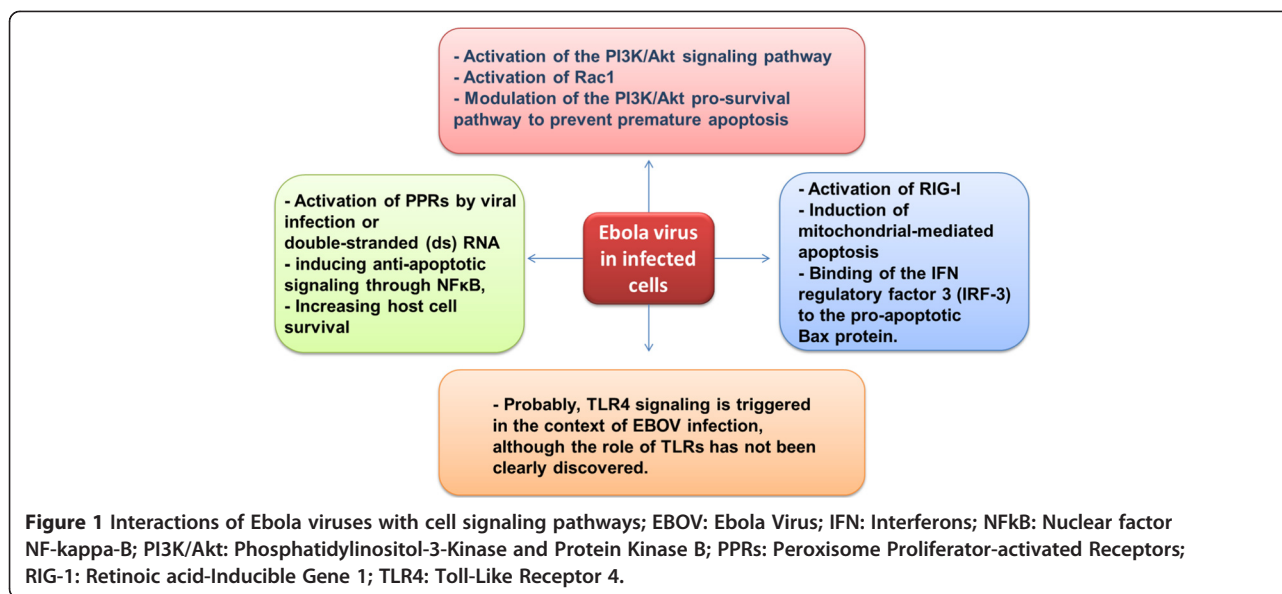 - Activation of the PI3K/Akt signaling pathway
- Activation of Rac1
- Modulation of the PI3K/Akt pro-survival
pathway to prevent premature apoptosis
- Activation of PPRs by viral
infection or
double-stranded (ds) RNA
- inducing anti-apoptotic
signaling through NFκB,
- Increasing host cell
survival
Ebola virus
in infected
cells
- Activation of RIG-I
- Induction of
mitochondrial-mediated
apoptosis
- Binding of the IFN
regulatory factor 3 (IRF-3)
to the pro-apoptotic
Bax protein.
- Probably, TLR4 signaling is triggered
in the context of EBOV infection,
although the role of TLRs has not been
clearly discovered.
Figure 1 Interactions of Ebola viruses with cell signaling pathways; EBOV: Ebola Virus; IFN: Interferons; NFkB: Nuclear factor
NF-kappa-B; PI3K/Akt: Phosphatidylinositol-3-Kinase and Protein Kinase B; PPRs: Peroxisome Proliferator-activated Receptors;
RIG-1: Retinoic acid-Inducible Gene 1; TLR4: Toll-Like Receptor 4.